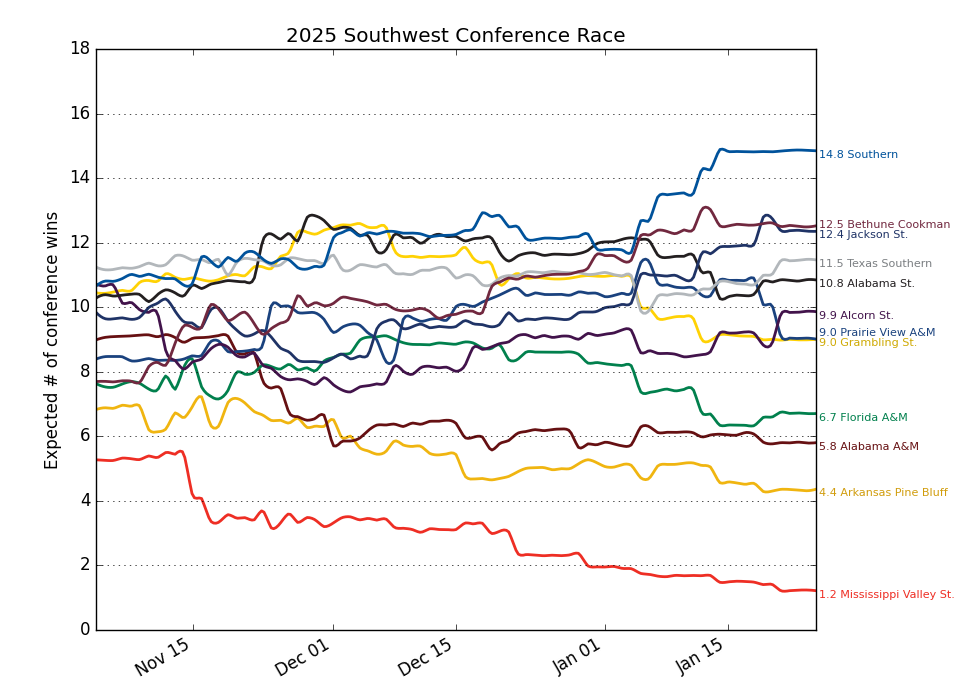 2025 Southwest Conference Race
Expected # of conference wins
18
16
14
12
10
8
6
4
2
0
Nov 15
Dec 01
Dec 15
Jan 01
Jan 15
14.8 Southern
12.5 Bethune Cookman
12.4 Jackson St.
11.5 Texas Southern
10.8 Alabama St.
9.9 Alcorn St.
9.0 Prairie View A&M
9.0 Grambling St.
6.7 Florida A&M
5.8 Alabama A&M
4.4 Arkansas Pine Bluff
1.2 Mississippi Valley St.